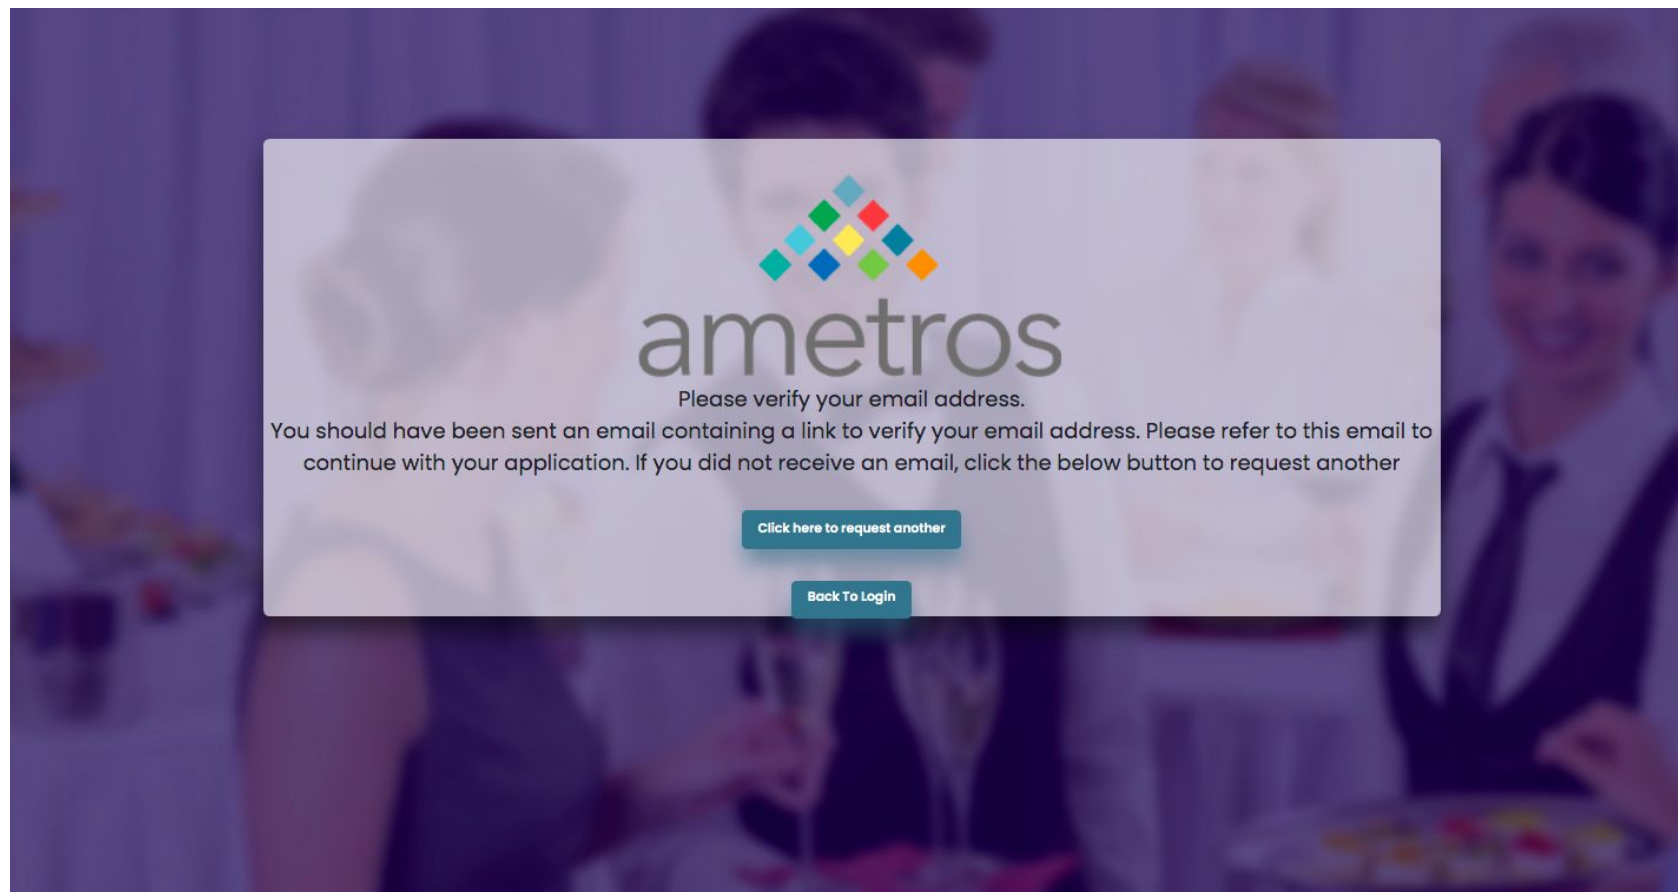 ametros
Please verify your email address.
You should have been sent an email containing a link to verify your email address. Please refer to this email to
continue with your application. If you did not receive an email, click the below button to request another
Click here to request another
Back To Login